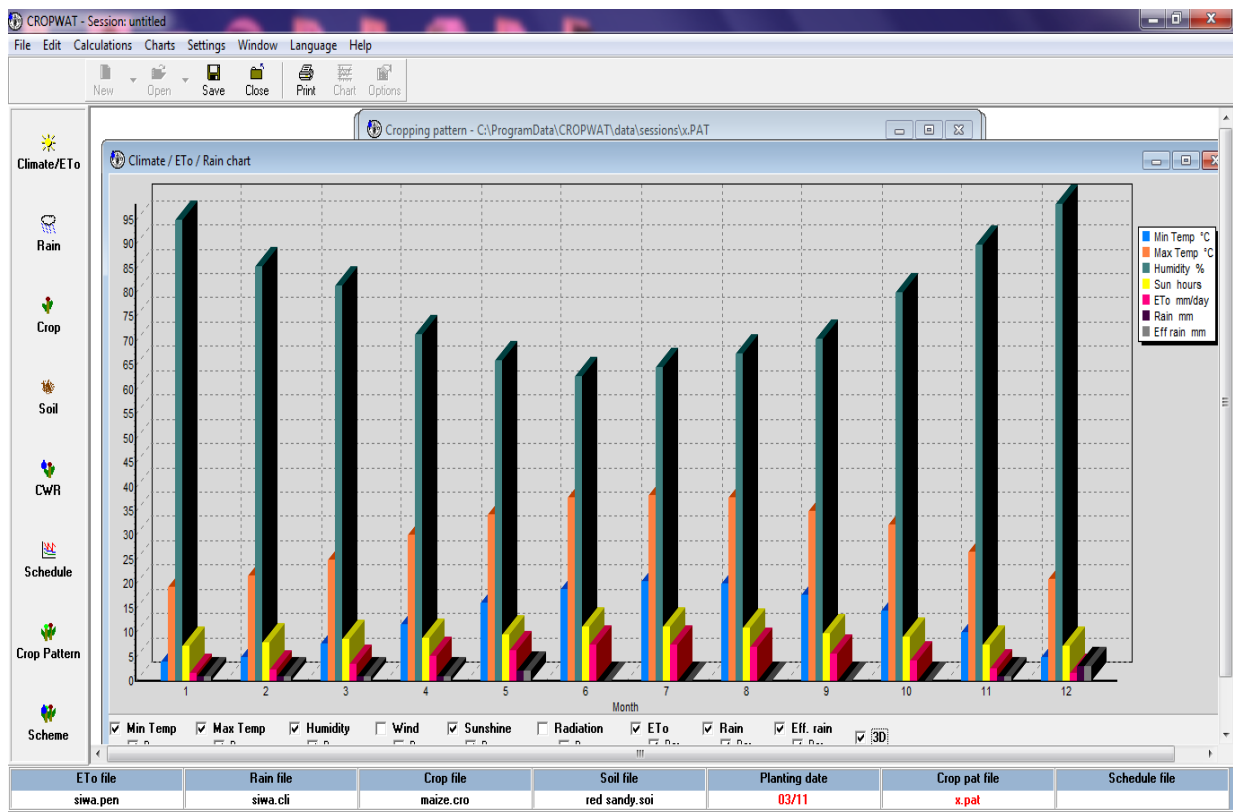 CROPWAT - Session: untitled
File Edit Calculations Charts Settings Window Language Help
New Open Save Close Print Chart Options
Cropping pattern - C:\ProgramData\CROPWAT\data\sessions\x.PAT
Climate / ETo / Rain chart
Climate/ETo
Rain
Crop
Soil
CWR
Schedule
Crop Pattern
Scheme
95
90
85
80
75
70
65
60
55
50
45
40
35
30
25
20
15
10
5
0
1 2 3 4 5 6 7 8 9 10 11 12
Month
Min Temp °C
Max Temp °C
Humidity %
Sun hours
ETo mm/day
Rain mm
Eff rain mm
Min Temp Max Temp Humidity Wind Sunshine Radiation ETo Rain Eff. rain 3D
ETo file Rain file Crop file Soil file Planting date Crop pat file Schedule file
siwa.pen siwa.cli maize.cro red sandy.soi 03/11 x.pat